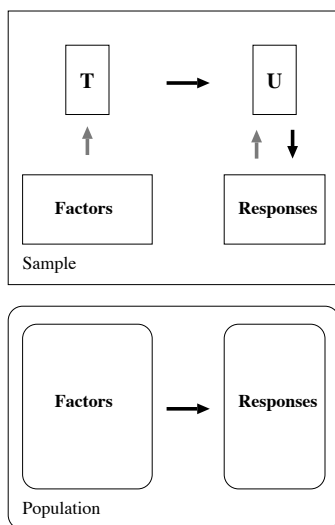 T U
Factors Responses
Sample
Factors Responses
Population